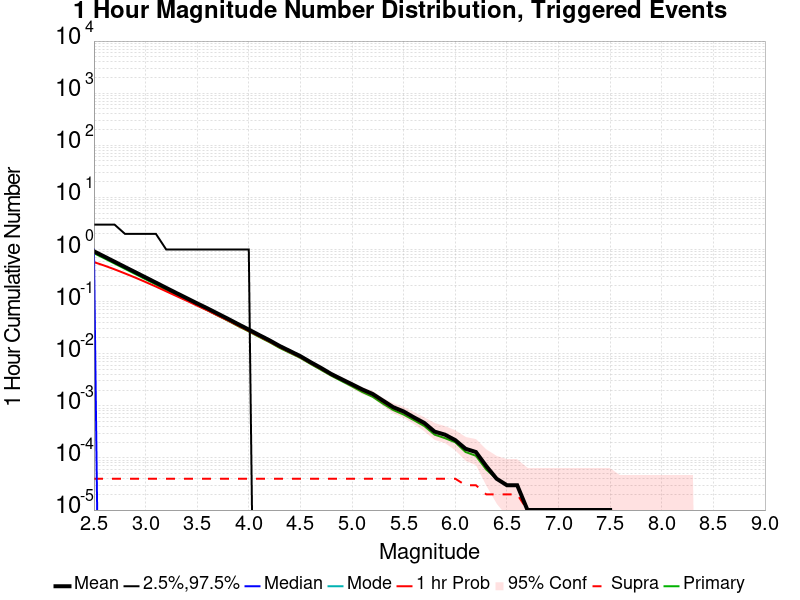 1 Hour Magnitude Number Distribution, Triggered Events
10 4
10 3
10 2
10 1
10 0
10 -1
10 -2
10 -3
10 -4
10 -5
1 Hour Cumulative Number
2.5 3.0 3.5 4.0 4.5 5.0 5.5 6.0 6.5 7.0 7.5 8.0 8.5 9.0
Magnitude
Mean 2.5%,97.5% Median Mode 1 hr Prob 95% Conf Supra Primary